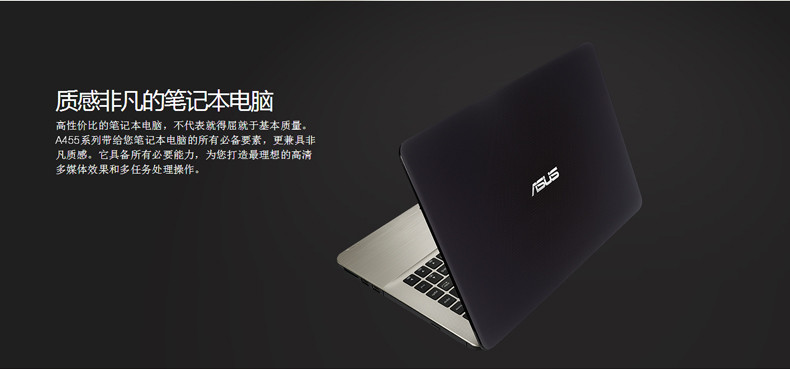 质感非凡的笔记本电脑
高性价比的笔记本电脑，不代表就得屈就于基本质量。
A455系列带给您笔记本电脑的所有必备要素，更兼具非
凡质感。它具备所有必要能力，为您打造最理想的高清
多媒体效果和多任务处理操作。
ASUS